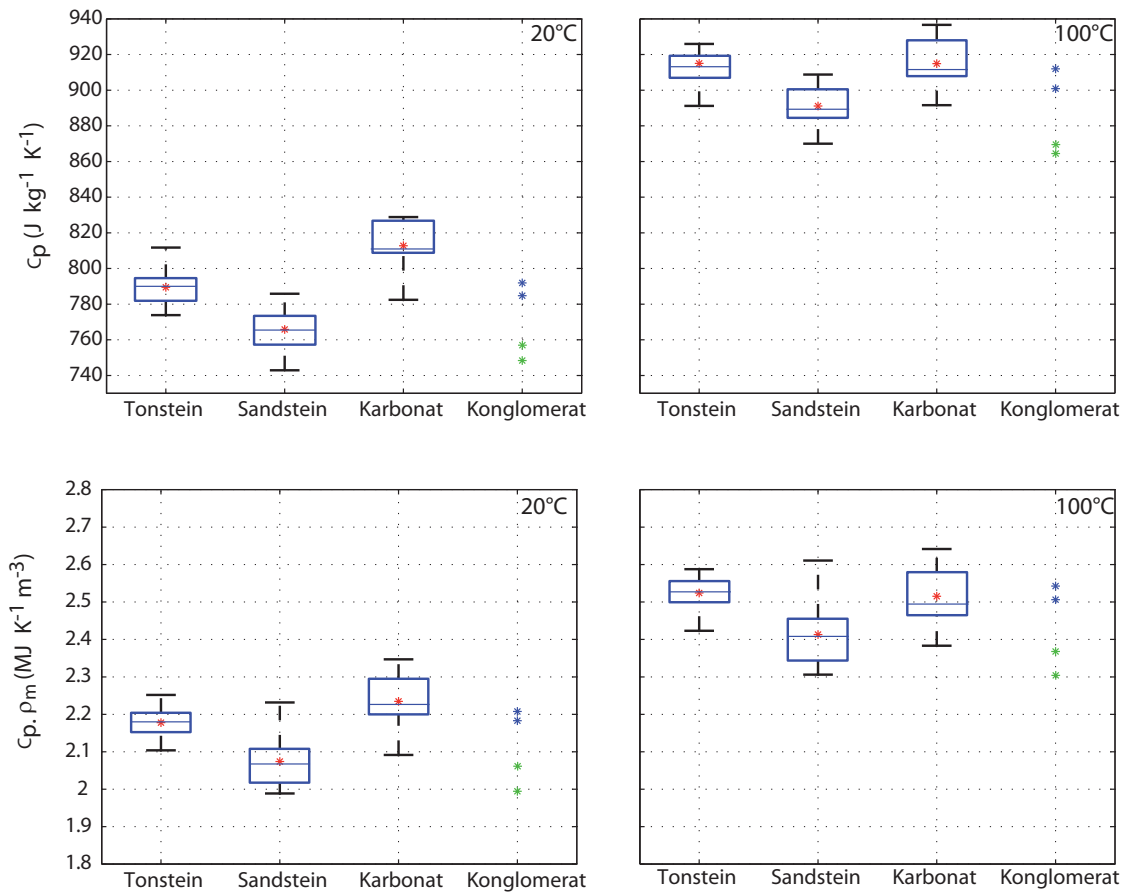 940
920
900
880
860
840
820
800
780
760
740
cp (J kg-1 K-1)
20°C
Tonstein Sandstein Karbonat Konglomerat
100°C
Tonstein Sandstein Karbonat Konglomerat
2.8
2.7
2.6
2.5
2.4
2.3
2.2
2.1
2
1.9
1.8
cp. ρm (MJ K-1 m-3)
20°C
Tonstein Sandstein Karbonat Konglomerat
100°C
Tonstein Sandstein Karbonat Konglomerat